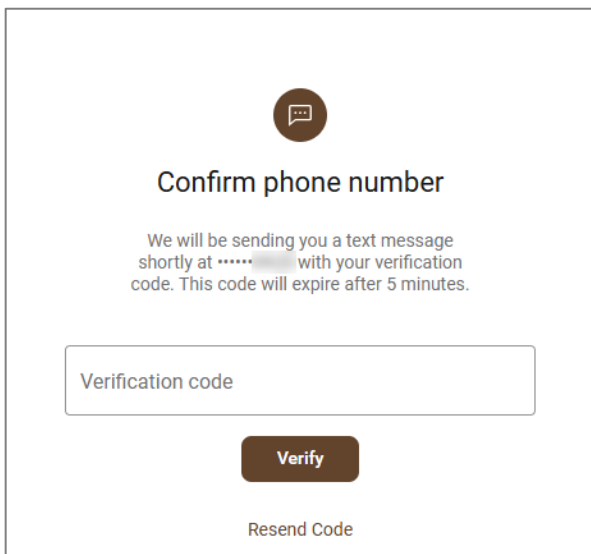 Confirm phone number
We will be sending you a text message
shortly at •••••• with your verification
code. This code will expire after 5 minutes.
Verification code
Verify
Resend Code